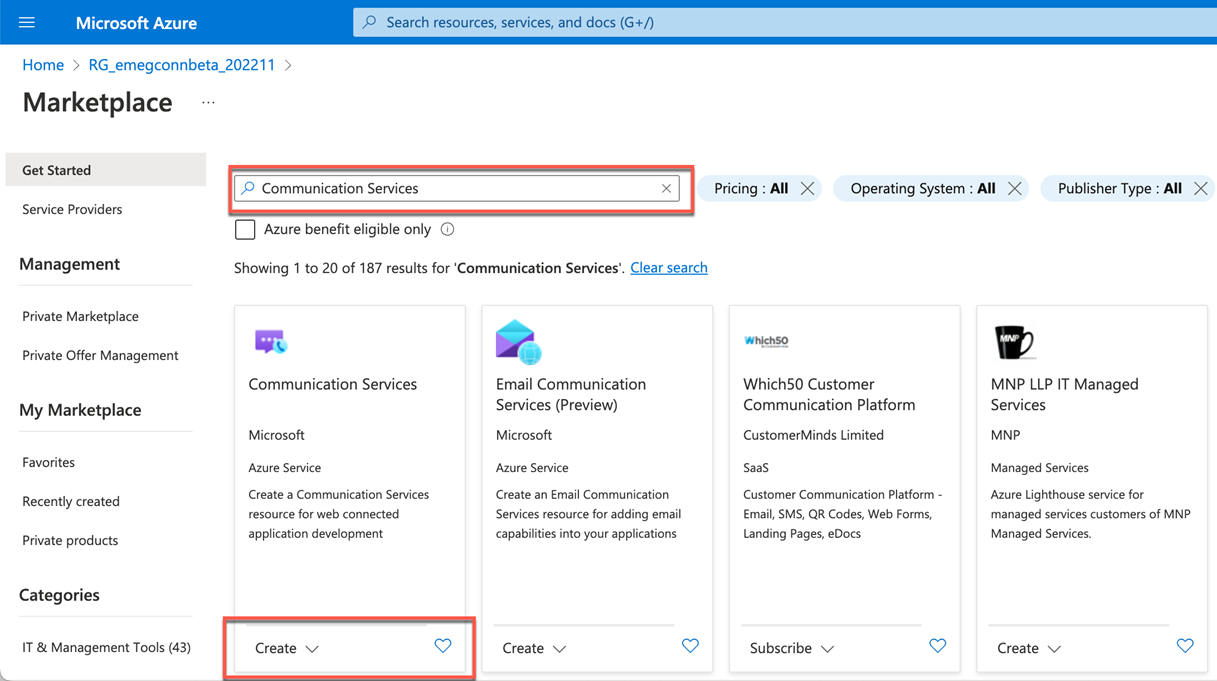 Microsoft Azure
Search resources, services, and docs (G+/)
Home > RG_emegconnbeta_202211 >
Marketplace ...
Get Started
Service Providers
Management
Private Marketplace
Private Offer Management
My Marketplace
Favorites
Recently created
Private products
Categories
IT & Management Tools (43)
Communication Services
Pricing : All
Operating System : All
Publisher Type : All
Azure benefit eligible only
Showing 1 to 20 of 187 results for 'Communication Services'. Clear search
Communication Services
Microsoft
Azure Service
Create a Communication Services
resource for web connected
application development
Create
Email Communication
Services (Preview)
Microsoft
Azure Service
Create an Email Communication
Services resource for adding email
capabilities into your applications
Create
Which50
Which50 Customer
Communication Platform
CustomerMinds Limited
SaaS
Customer Communication Platform -
Email, SMS, QR Codes, Web Forms,
Landing Pages, eDocs
Subscribe
MNP
MNP LLP IT Managed
Services
MNP
Managed Services
Azure Lighthouse service for
managed services customers of MNP
Managed Services.
Create